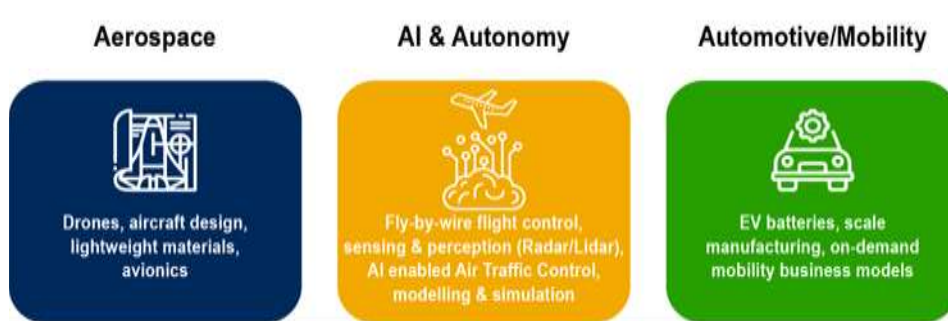 Aerospace
AI & Autonomy
Automotive/Mobility
Drones, aircraft design,
lightweight materials,
avionics
Fly-by-wire flight control,
sensing & perception (Radar/Lidar),
AI enabled Air Traffic Control,
modelling & simulation
EV batteries, scale
manufacturing, on-demand
mobility business models